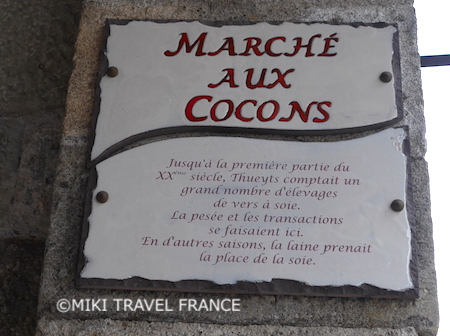 MARCHÉ
AUX
COCONS
Jusqu'à la première partie du
XXème siècle, Thueyts comptait un
grand nombre d'élevages
de vers à soie.
La pesée et les transactions
se faisaient ici.
En d'autres saisons, la laine prenait
la place de la soie.
©MIKI TRAVEL FRANCE